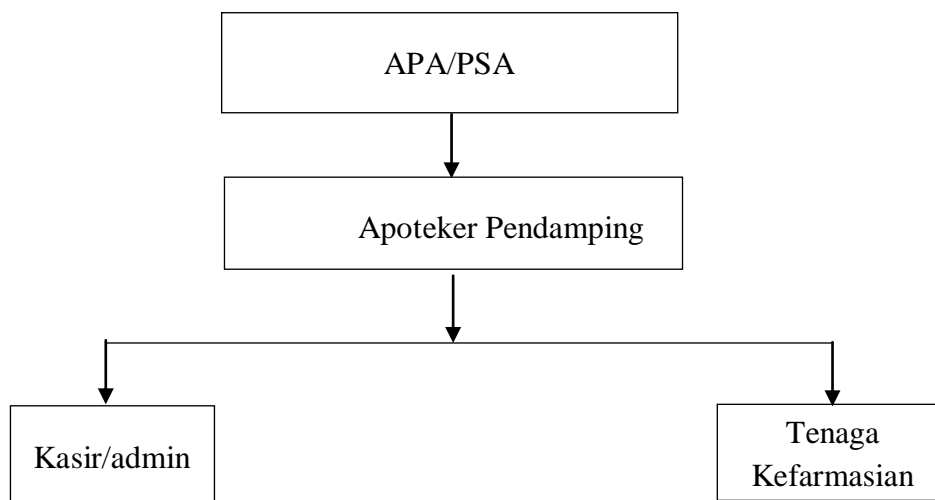 APA/PSA
Apoteker Pendamping
Kasir/admin
Tenaga
Kefarmasian